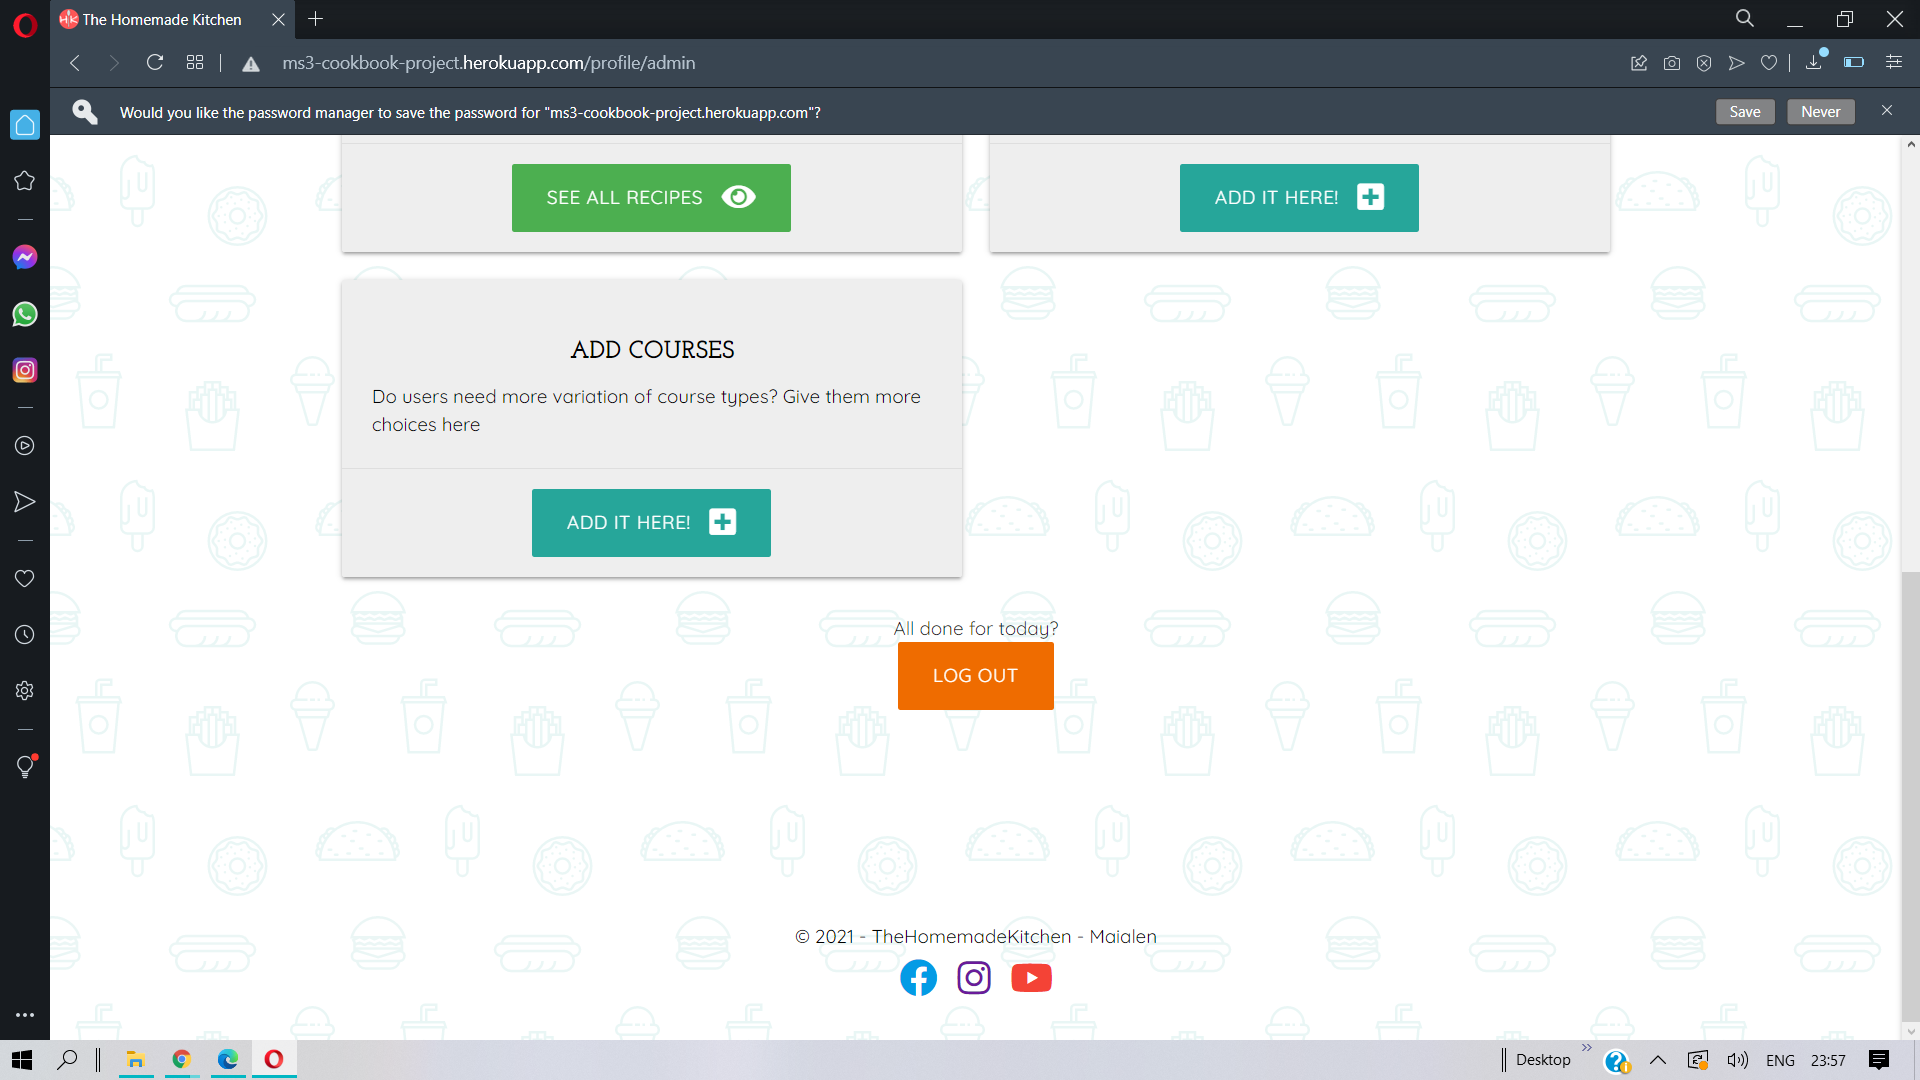 The Homemade Kitchen
ms3-cookbook-project.herokuapp.com/profile/admin
Would you like the password manager to save the password for "ms3-cookbook-project.herokuapp.com"?
Save
Never
SEE ALL RECIPES
ADD IT HERE!
ADD COURSES
Do users need more variation of course types? Give them more
choices here
ADD IT HERE!
All done for today?
LOG OUT
© 2021 - TheHomemadeKitchen - Maialen
Desktop
ENG
23:57